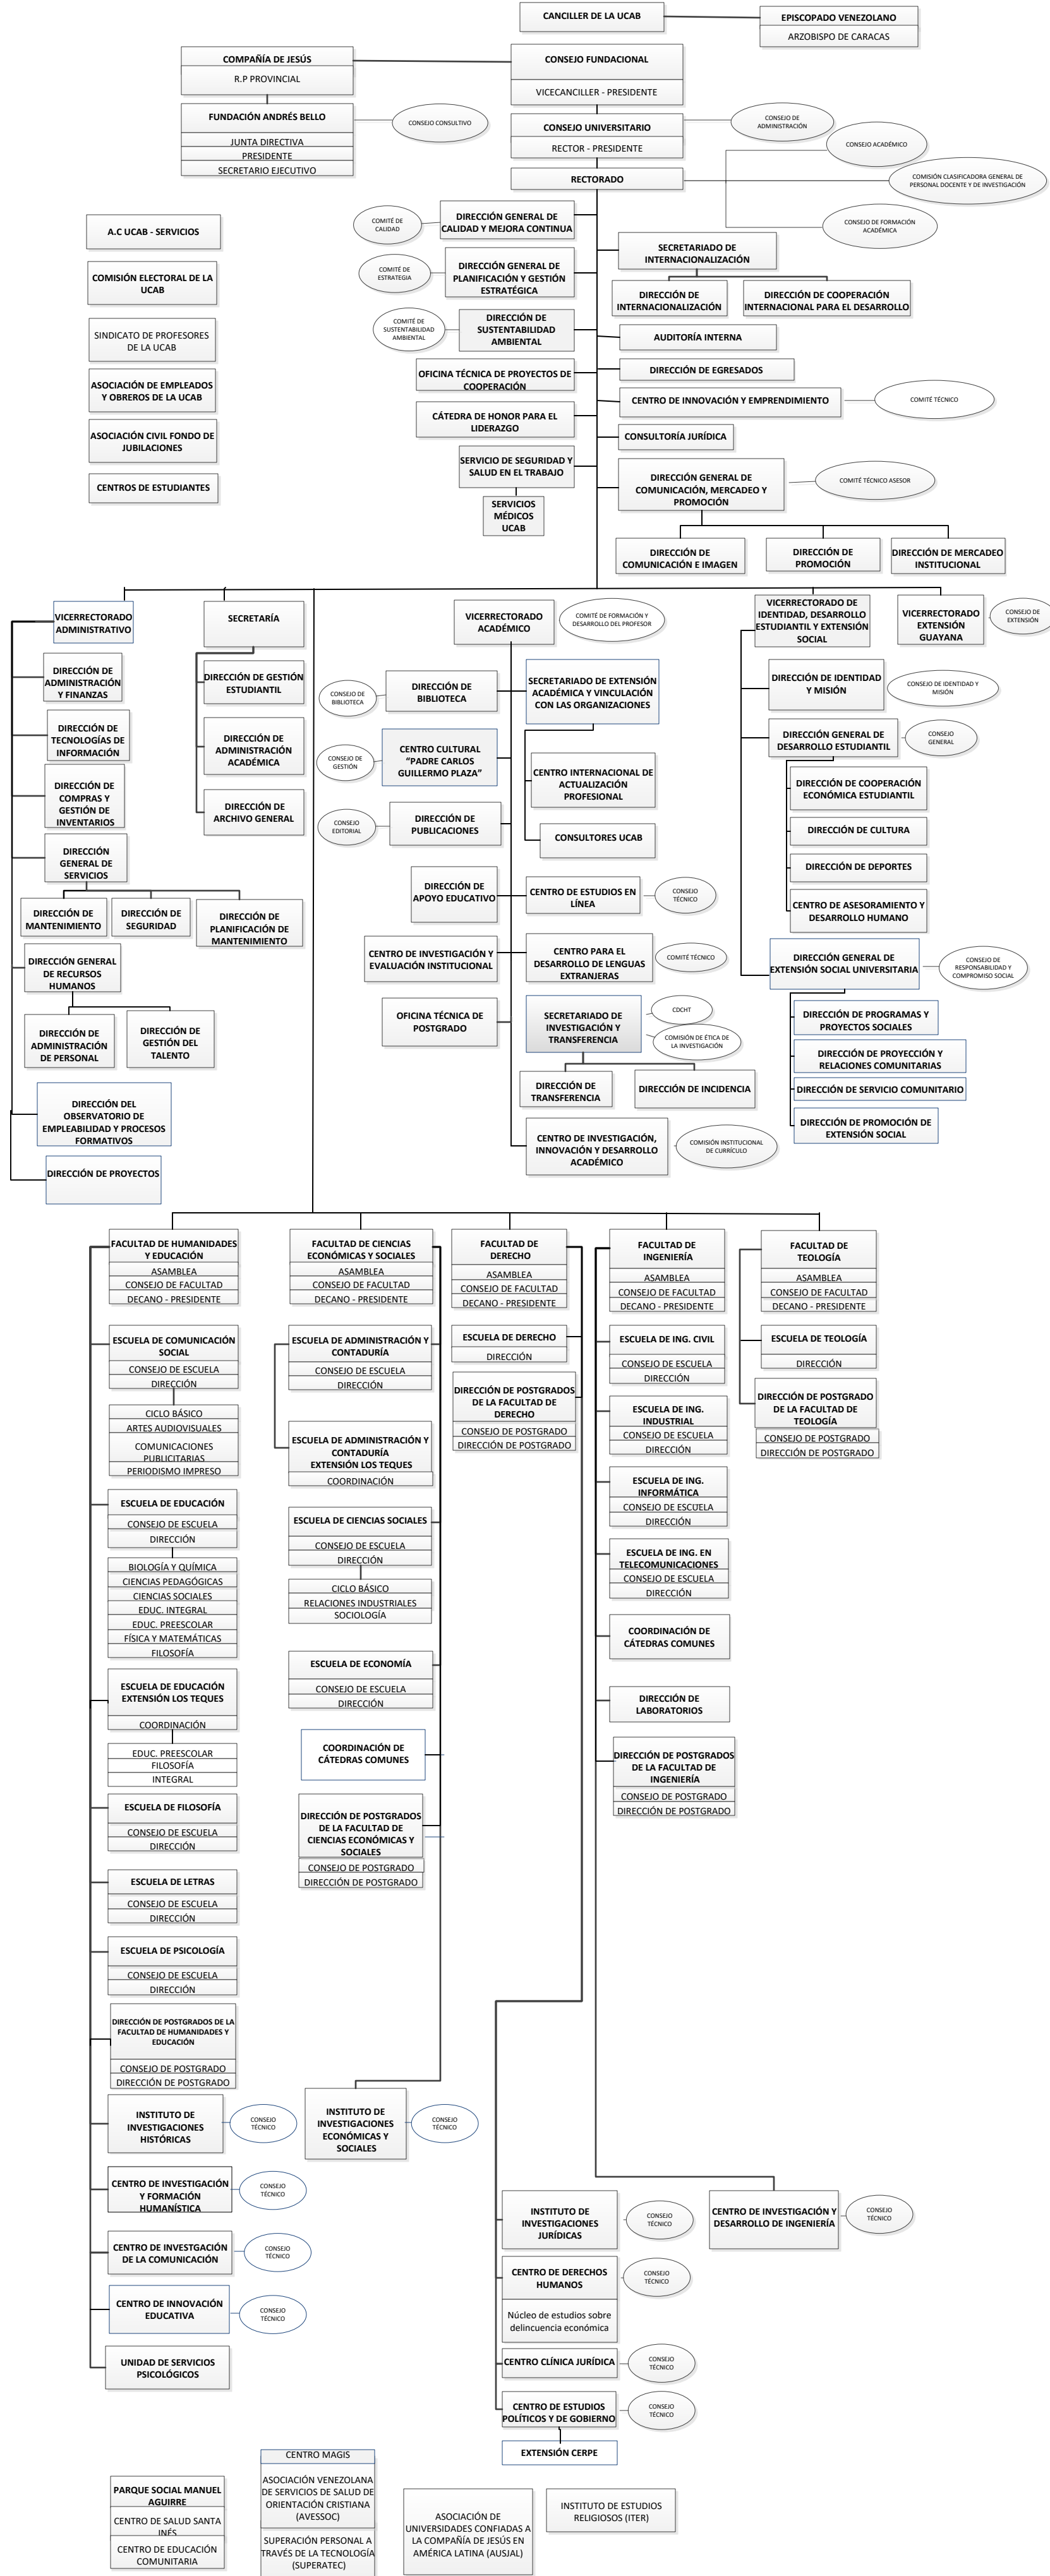 CANCILLER DE LA UCAB
EPISCOPADO VENEZOLANO
ARZOBISPO DE CARACAS
COMPAÑÍA DE JESÚS
R.P PROVINCIAL
CONSEJO FUNDACIONAL
VICECANCILLER - PRESIDENTE
FUNDACIÓN ANDRÉS BELLO
JUNTA DIRECTIVA
PRESIDENTE
SECRETARIO EJECUTIVO
CONSEJO CONSULTIVO
CONSEJO UNIVERSITARIO
RECTOR - PRESIDENTE
CONSEJO DE
ADMINISTRACIÓN
CONSEJO ACADÉMICO
RECTORADO
COMISIÓN CLASIFICADORA GENERAL DE
PERSONAL DOCENTE Y DE INVESTIGACIÓN
CONSEJO DE FORMACIÓN
ACADÉMICA
A.C UCAB - SERVICIOS
COMISIÓN ELECTORAL DE LA
UCAB
SINDICATO DE PROFESORES
DE LA UCAB
ASOCIACIÓN DE EMPLEADOS
Y OBREROS DE LA UCAB
ASOCIACIÓN CIVIL FONDO DE
JUBILACIONES
CENTROS DE ESTUDIANTES
COMITÉ DE
CALIDAD
DIRECCIÓN GENERAL DE
CALIDAD Y MEJORA CONTINUA
COMITÉ DE
ESTRATEGIA
DIRECCIÓN GENERAL DE
PLANIFICACIÓN Y GESTIÓN
ESTRATÉGICA
COMITÉ DE
SUSTENTABILIDAD
AMBIENTAL
DIRECCIÓN DE
SUSTENTABILIDAD
AMBIENTAL
OFICINA TÉCNICA DE PROYECTOS DE
COOPERACIÓN
CÁTEDRA DE HONOR PARA EL
LIDERAZGO
SERVICIO DE SEGURIDAD Y
SALUD EN EL TRABAJO
SERVICIOS
MÉDICOS
UCAB
SECRETARIADO DE
INTERNACIONALIZACIÓN
DIRECCIÓN DE
INTERNACIONALIZACIÓN
DIRECCIÓN DE COOPERACIÓN
INTERNACIONAL PARA EL DESARROLLO
AUDITORÍA INTERNA
DIRECCIÓN DE EGRESADOS
CENTRO DE INNOVACIÓN Y EMPRENDIMIENTO
COMITÉ TÉCNICO
CONSULTORÍA JURÍDICA
DIRECCIÓN GENERAL DE
COMUNICACIÓN, MERCADEO Y
PROMOCIÓN
COMITÉ TÉCNICO ASESOR
DIRECCIÓN DE
COMUNICACIÓN E IMAGEN
DIRECCIÓN DE
PROMOCIÓN
DIRECCIÓN DE MERCADEO
INSTITUCIONAL
VICERRECTORADO
ADMINISTRATIVO
DIRECCIÓN DE
ADMINISTRACIÓN
Y FINANZAS
DIRECCIÓN DE
TECNOLOGÍAS DE
INFORMACIÓN
DIRECCIÓN DE
COMPRAS Y
GESTIÓN DE
INVENTARIOS
DIRECCIÓN
GENERAL DE
SERVICIOS
DIRECCIÓN DE
MANTENIMIENTO
DIRECCIÓN DE
SEGURIDAD
DIRECCIÓN DE
PLANIFICACIÓN DE
MANTENIMIENTO
DIRECCIÓN GENERAL
DE RECURSOS
HUMANOS
DIRECCIÓN DE
ADMINISTRACIÓN
DE PERSONAL
DIRECCIÓN DE
GESTIÓN DEL
TALENTO
DIRECCIÓN DEL
OBSERVATORIO DE
EMPLEABILIDAD Y PROCESOS
FORMATIVOS
DIRECCIÓN DE PROYECTOS
SECRETARÍA
DIRECCIÓN DE GESTIÓN
ESTUDIANTIL
DIRECCIÓN DE
ADMINISTRACIÓN
ACADÉMICA
DIRECCIÓN DE
ARCHIVO GENERAL
VICERRECTORADO
ACADÉMICO
COMITÉ DE FORMACIÓN Y
DESARROLLO DEL PROFESOR
CONSEJO DE
BIBLIOTECA
DIRECCIÓN DE
BIBLIOTECA
CONSEJO DE
GESTIÓN
CENTRO CULTURAL
“PADRE CARLOS
GUILLERMO PLAZA”
CONSEJO
EDITORIAL
DIRECCIÓN DE
PUBLICACIONES
DIRECCIÓN DE
APOYO EDUCATIVO
CENTRO DE INVESTIGACIÓN Y
EVALUACIÓN INSTITUCIONAL
OFICINA TÉCNICA DE
POSTGRADO
SECRETARIADO DE EXTENSIÓN
ACADÉMICA Y VINCULACIÓN
CON LAS ORGANIZACIONES
CENTRO INTERNACIONAL DE
ACTUALIZACIÓN
PROFESIONAL
CONSULTORES UCAB
CENTRO DE ESTUDIOS EN
LÍNEA
CONSEJO
TÉCNICO
CENTRO PARA EL
DESARROLLO DE LENGUAS
EXTRANJERAS
COMITÉ TÉCNICO
SECRETARIADO DE
INVESTIGACIÓN Y
TRANSFERENCIA
CDCHT
COMISIÓN DE ÉTICA DE
LA INVESTIGACIÓN
DIRECCIÓN DE
TRANSFERENCIA
DIRECCIÓN DE INCIDENCIA
CENTRO DE INVESTIGACIÓN,
INNOVACIÓN Y DESARROLLO
ACADÉMICO
COMISIÓN INSTITUCIONAL
DE CURRÍCULO
VICERRECTORADO DE
IDENTIDAD, DESARROLLO
ESTUDIANTIL Y EXTENSIÓN
SOCIAL
VICERRECTORADO
EXTENSIÓN
GUAYANA
CONSEJO DE
EXTENSIÓN
DIRECCIÓN DE IDENTIDAD
Y MISIÓN
CONSEJO DE IDENTIDAD Y
MISIÓN
DIRECCIÓN GENERAL DE
DESARROLLO ESTUDIANTIL
CONSEJO
GENERAL
DIRECCIÓN DE COOPERACIÓN
ECONÓMICA ESTUDIANTIL
DIRECCIÓN DE CULTURA
DIRECCIÓN DE DEPORTES
CENTRO DE ASESORAMIENTO Y
DESARROLLO HUMANO
DIRECCIÓN GENERAL DE
EXTENSIÓN SOCIAL UNIVERSITARIA
CONSEJO DE
RESPONSABILIDAD Y
COMPROMISO SOCIAL
DIRECCIÓN DE PROGRAMAS Y
PROYECTOS SOCIALES
DIRECCIÓN DE PROYECCIÓN Y
RELACIONES COMUNITARIAS
DIRECCIÓN DE SERVICIO COMUNITARIO
DIRECCIÓN DE PROMOCIÓN DE
EXTENSIÓN SOCIAL
FACULTAD DE HUMANIDADES
Y EDUCACIÓN
ASAMBLEA
CONSEJO DE FACULTAD
DECANO - PRESIDENTE
ESCUELA DE COMUNICACIÓN
SOCIAL
CONSEJO DE ESCUELA
DIRECCIÓN
CICLO BÁSICO
ARTES AUDIOVISUALES
COMUNICACIONES
PUBLICITARIAS
PERIODISMO IMPRESO
ESCUELA DE EDUCACIÓN
CONSEJO DE ESCUELA
DIRECCIÓN
BIOLOGÍA Y QUÍMICA
CIENCIAS PEDAGÓGICAS
CIENCIAS SOCIALES
EDUC. INTEGRAL
EDUC. PREESCOLAR
FÍSICA Y MATEMÁTICAS
FILOSOFÍA
ESCUELA DE EDUCACIÓN
EXTENSIÓN LOS TEQUES
COORDINACIÓN
EDUC. PREESCOLAR
FILOSOFÍA
INTEGRAL
ESCUELA DE FILOSOFÍA
CONSEJO DE ESCUELA
DIRECCIÓN
ESCUELA DE LETRAS
CONSEJO DE ESCUELA
DIRECCIÓN
ESCUELA DE PSICOLOGÍA
CONSEJO DE ESCUELA
DIRECCIÓN
DIRECCIÓN DE POSTGRADOS DE LA
FACULTAD DE HUMANIDADES Y
EDUCACIÓN
CONSEJO DE POSTGRADO
DIRECCIÓN DE POSTGRADO
INSTITUTO DE
INVESTIGACIONES
HISTÓRICAS
CONSEJO
TÉCNICO
CENTRO DE INVESTIGACIÓN
Y FORMACIÓN
HUMANÍSTICA
CONSEJO
TÉCNICO
CENTRO DE INVESTGACIÓN
DE LA COMUNICACIÓN
CONSEJO
TÉCNICO
CENTRO DE INNOVACIÓN
EDUCATIVA
CONSEJO
TÉCNICO
UNIDAD DE SERVICIOS
PSICOLÓGICOS
FACULTAD DE CIENCIAS
ECONÓMICAS Y SOCIALES
ASAMBLEA
CONSEJO DE FACULTAD
DECANO - PRESIDENTE
ESCUELA DE ADMINISTRACIÓN Y
CONTADURÍA
CONSEJO DE ESCUELA
DIRECCIÓN
ESCUELA DE ADMINISTRACIÓN Y
CONTADURÍA
EXTENSIÓN LOS TEQUES
COORDINACIÓN
ESCUELA DE CIENCIAS SOCIALES
CONSEJO DE ESCUELA
DIRECCIÓN
CICLO BÁSICO
RELACIONES INDUSTRIALES
SOCIOLOGÍA
ESCUELA DE ECONOMÍA
CONSEJO DE ESCUELA
DIRECCIÓN
COORDINACIÓN DE
CÁTEDRAS COMUNES
DIRECCIÓN DE POSTGRADOS
DE LA FACULTAD DE
CIENCIAS ECONÓMICAS Y
SOCIALES
CONSEJO DE POSTGRADO
DIRECCIÓN DE POSTGRADO
INSTITUTO DE
INVESTIGACIONES
ECONÓMICAS Y
SOCIALES
CONSEJO
TÉCNICO
FACULTAD DE
DERECHO
ASAMBLEA
CONSEJO DE FACULTAD
DECANO - PRESIDENTE
ESCUELA DE DERECHO
DIRECCIÓN
DIRECCIÓN DE POSTGRADOS
DE LA FACULTAD DE
DERECHO
CONSEJO DE POSTGRADO
DIRECCIÓN DE POSTGRADO
INSTITUTO DE
INVESTIGACIONES
JURÍDICAS
CONSEJO
TÉCNICO
CENTRO DE DERECHOS
HUMANOS
CONSEJO
TÉCNICO
Núcleo de estudios sobre
delincuencia económica
CENTRO CLÍNICA JURÍDICA
CONSEJO
TÉCNICO
CENTRO DE ESTUDIOS
POLÍTICOS Y DE GOBIERNO
CONSEJO
TÉCNICO
EXTENSIÓN CERPE
FACULTAD DE
INGENIERÍA
ASAMBLEA
CONSEJO DE FACULTAD
DECANO - PRESIDENTE
ESCUELA DE ING. CIVIL
CONSEJO DE ESCUELA
DIRECCIÓN
ESCUELA DE ING.
INDUSTRIAL
CONSEJO DE ESCUELA
DIRECCIÓN
ESCUELA DE ING.
INFORMÁTICA
CONSEJO DE ESCUELA
DIRECCIÓN
ESCUELA DE ING. EN
TELECOMUNICACIONES
CONSEJO DE ESCUELA
DIRECCIÓN
COORDINACIÓN DE
CÁTEDRAS COMUNES
DIRECCIÓN DE
LABORATORIOS
DIRECCIÓN DE POSTGRADOS
DE LA FACULTAD DE
INGENIERÍA
CONSEJO DE POSTGRADO
DIRECCIÓN DE POSTGRADO
CENTRO DE INVESTIGACIÓN Y
DESARROLLO DE INGENIERÍA
CONSEJO
TÉCNICO
FACULTAD DE
TEOLOGÍA
ASAMBLEA
CONSEJO DE FACULTAD
DECANO - PRESIDENTE
ESCUELA DE TEOLOGÍA
DIRECCIÓN
DIRECCIÓN DE POSTGRADO
DE LA FACULTAD DE
TEOLOGÍA
CONSEJO DE POSTGRADO
DIRECCIÓN DE POSTGRADO
PARQUE SOCIAL MANUEL
AGUIRRE
CENTRO DE SALUD SANTA
INÉS
CENTRO DE EDUCACIÓN
COMUNITARIA
CENTRO MAGIS
ASOCIACIÓN VENEZOLANA
DE SERVICIOS DE SALUD DE
ORIENTACIÓN CRISTIANA
(AVESSOC)
SUPERACIÓN PERSONAL A
TRAVÉS DE LA TECNOLOGÍA
(SUPERATEC)
ASOCIACIÓN DE
UNIVERSIDADES CONFIADAS A
LA COMPAÑÍA DE JESÚS EN
AMÉRICA LATINA (AUSJAL)
INSTITUTO DE ESTUDIOS
RELIGIOSOS (ITER)